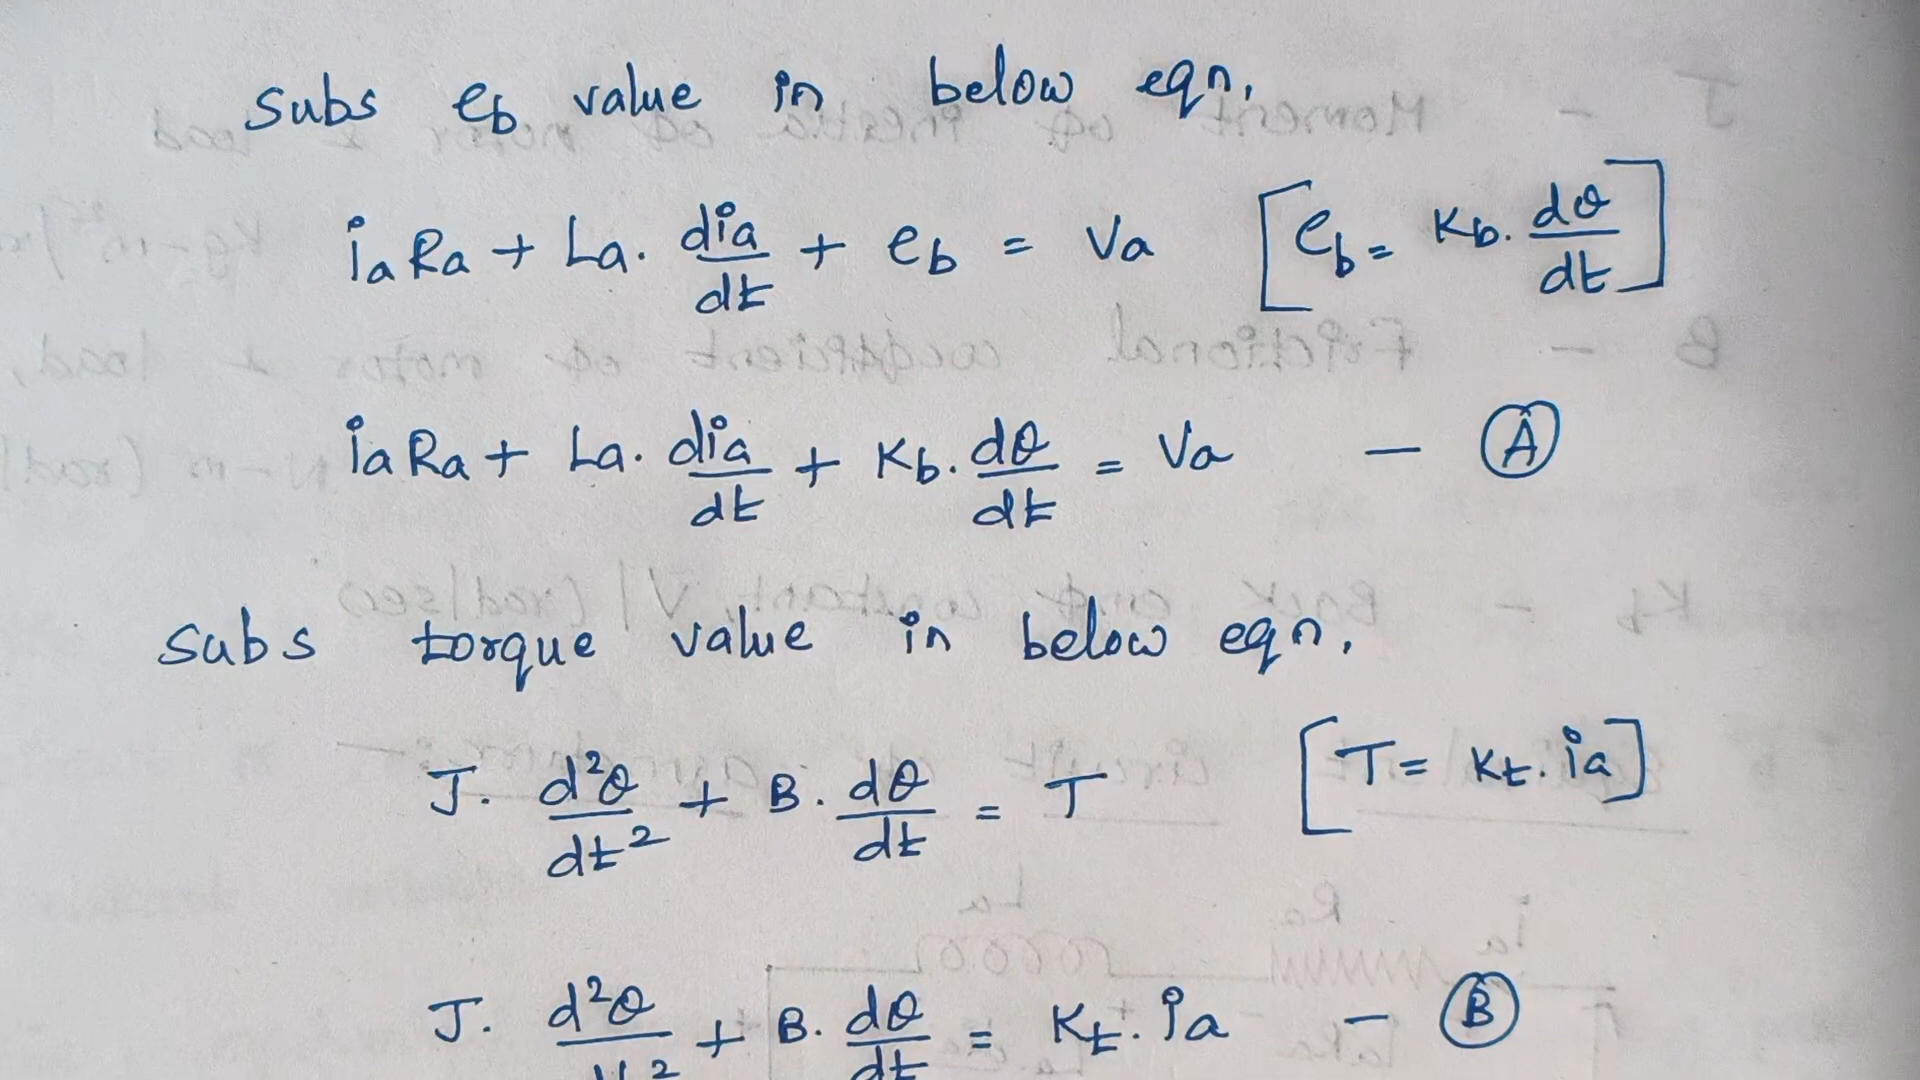 Subs eb value in below eqn.
iaRa + La. dia/dt + eb = Va [eb = Kb. dθ/dt]
iaRa + La. dia/dt + Kb. dθ/dt = Va - Ⓐ
Subs torque value in below eqn.
J. d²θ/dt² + B. dθ/dt = T [T = Kt. ia]
J. d²θ/dt² + B. dθ/dt = Kt. ia - Ⓑ